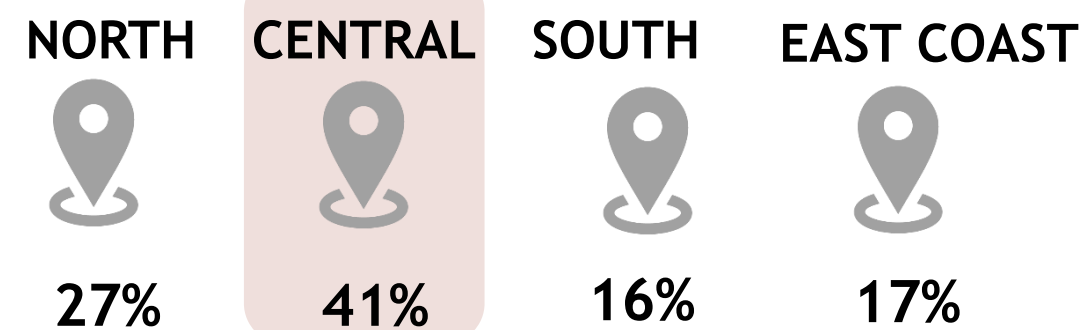 NORTH CENTRAL SOUTH EAST COAST
27% 41% 16% 17%